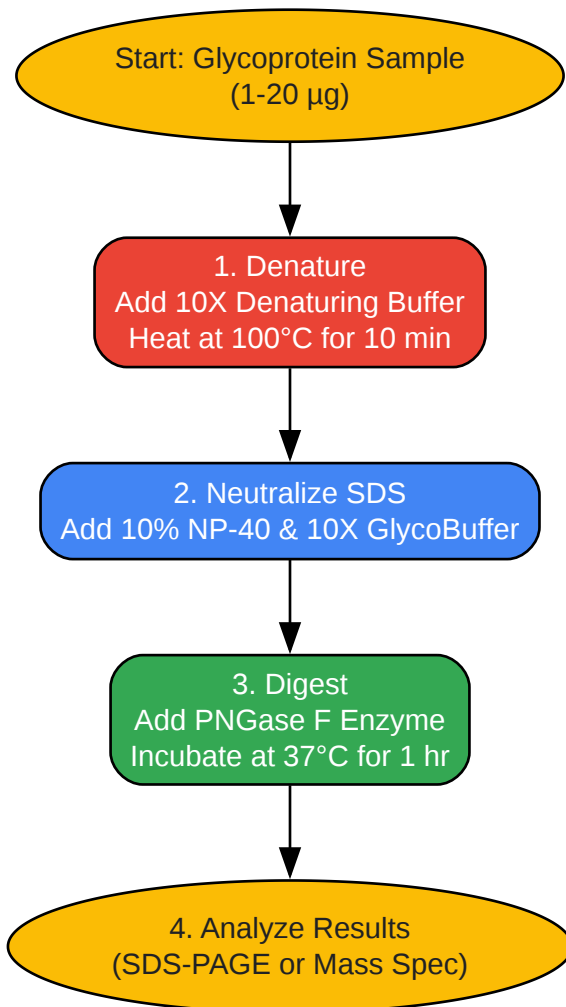 Start: Glycoprotein Sample
(1-20 µg)
1. Denature
Add 10X Denaturing Buffer
Heat at 100°C for 10 min
2. Neutralize SDS
Add 10% NP-40 & 10X GlycoBuffer
3. Digest
Add PNGase F Enzyme
Incubate at 37°C for 1 hr
4. Analyze Results
(SDS-PAGE or Mass Spec)